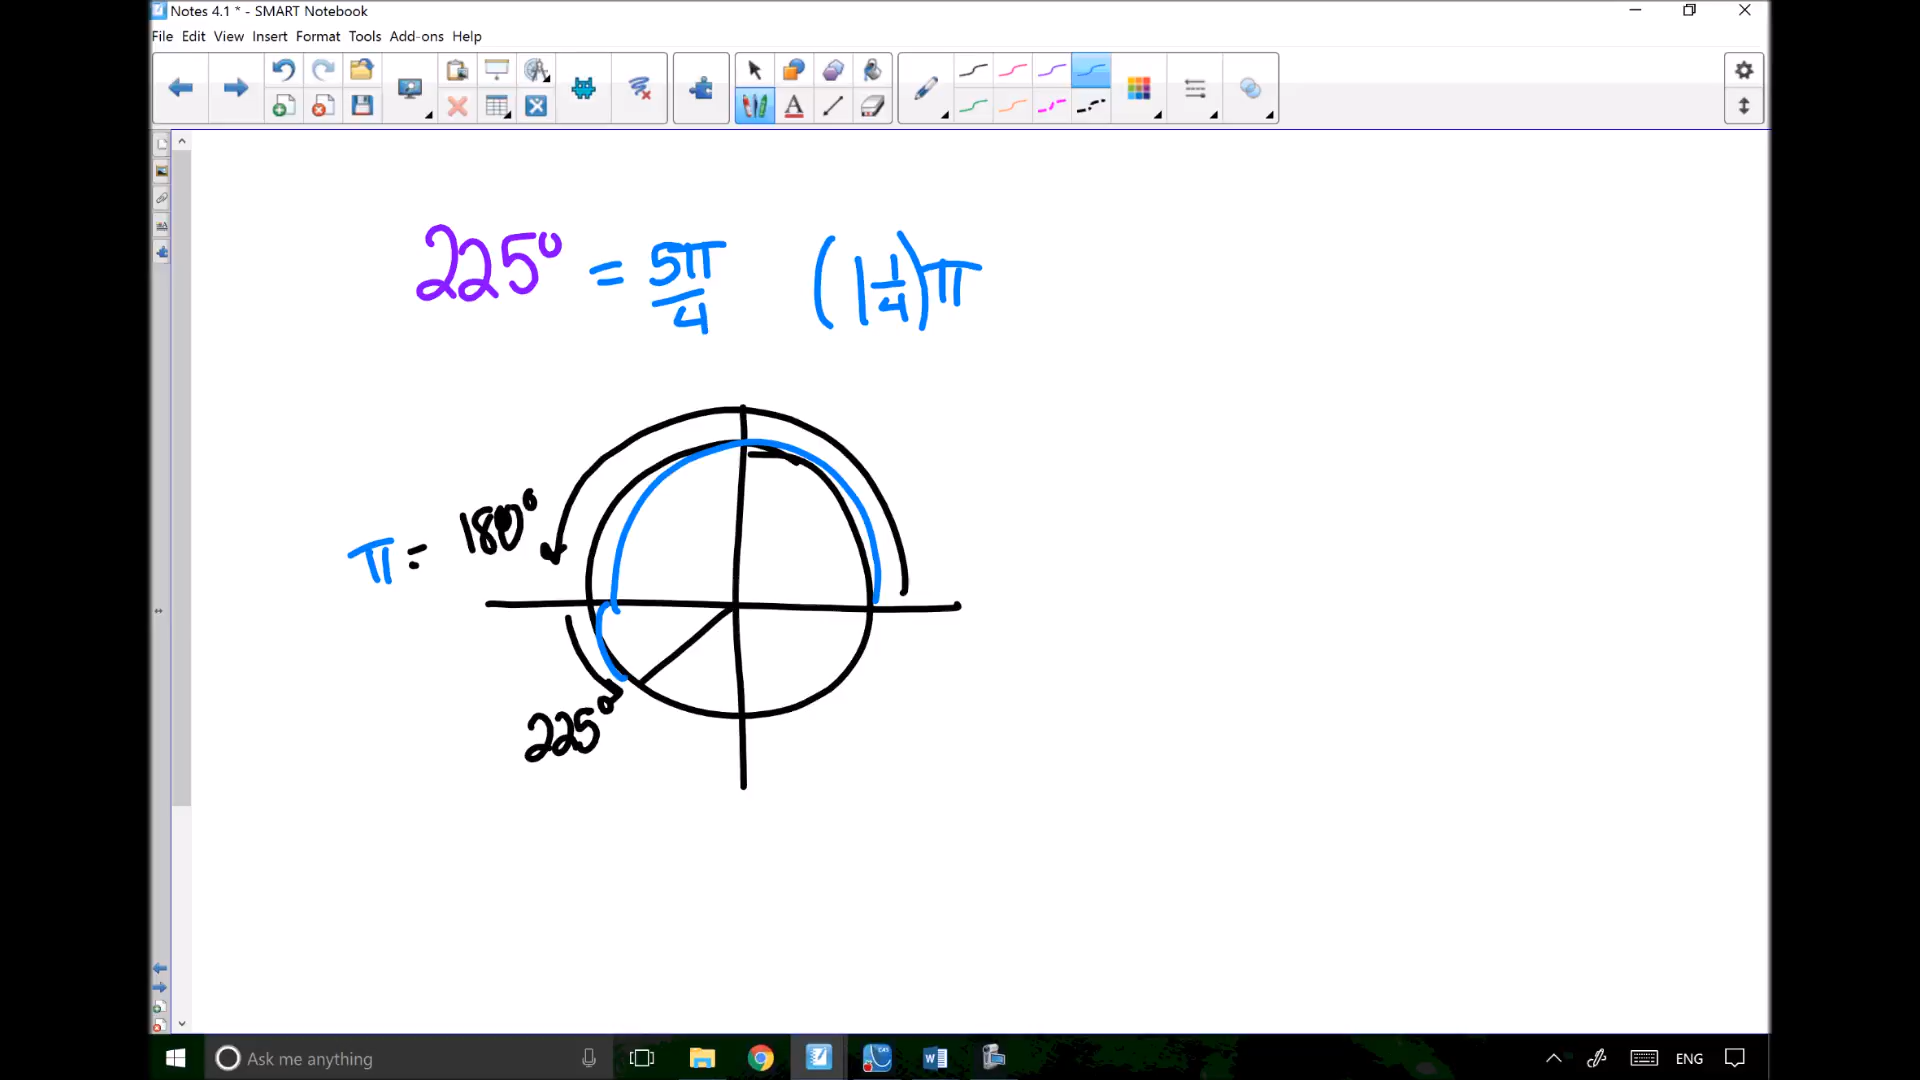 Notes 4.1 * - SMART Notebook
File Edit View Insert Format Tools Add-ons Help
225° = 5π/4 (1 1/4)π
π = 180°
225°
Ask me anything
ENG